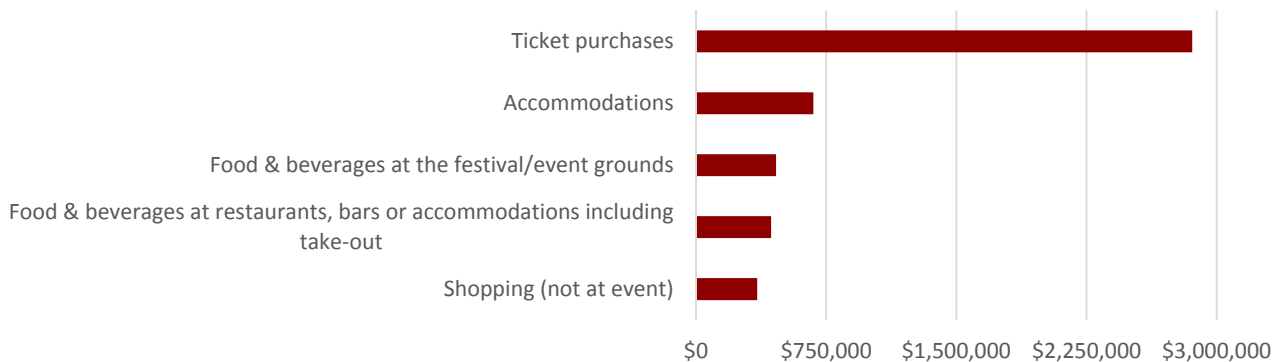 Ticket purchases
Accommodations
Food & beverages at the festival/event grounds
Food & beverages at restaurants, bars or accommodations including
take-out
Shopping (not at event)
$0 $750,000 $1,500,000 $2,250,000 $3,000,000